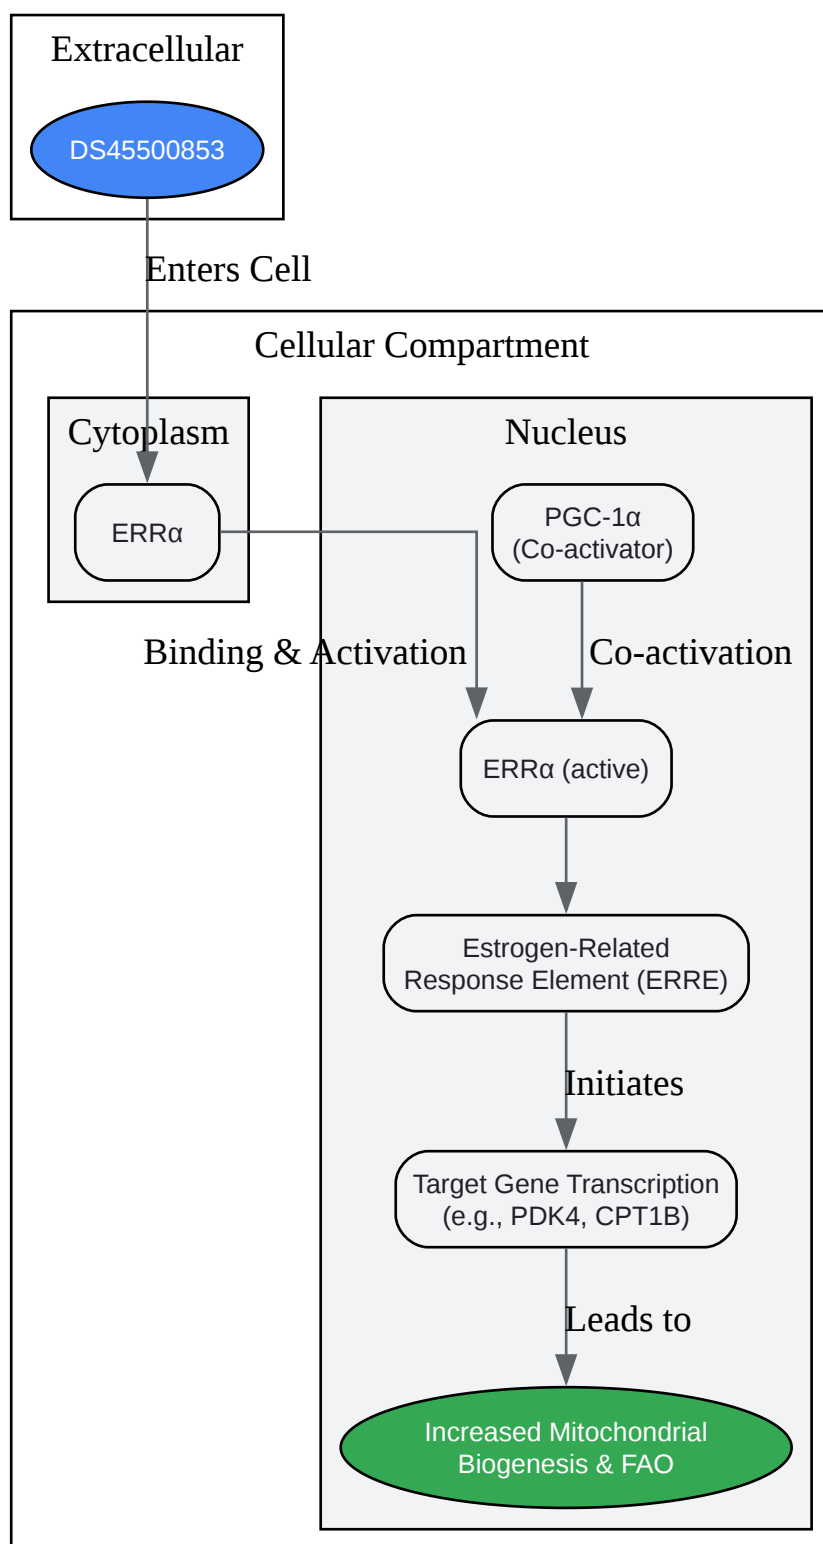 Extracellular
DS45500853
Enters Cell
Cellular Compartment
Cytoplasm
Nucleus
ERRα
PGC-1α
(Co-activator)
Binding & Activation
Co-activation
ERRα (active)
Estrogen-Related
Response Element (ERRE)
Initiates
Target Gene Transcription
(e.g., PDK4, CPT1B)
Leads to
Increased Mitochondrial
Biogenesis & FAO